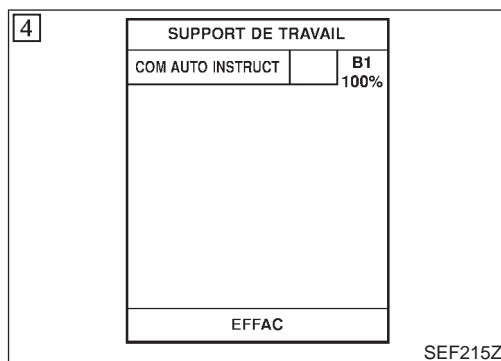 4
SUPPORT DE TRAVAIL
COM AUTO INSTRUCT B1
100%
EFFAC
SEF215Z